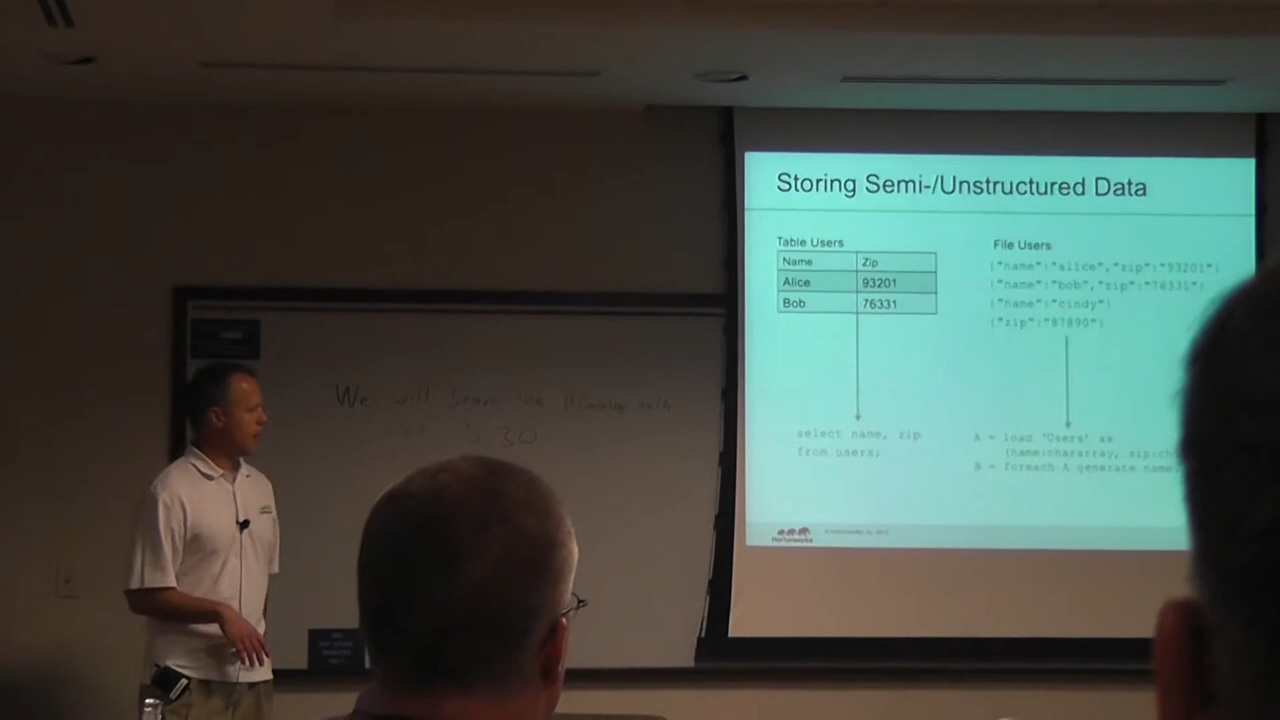 Storing Semi-/Unstructured Data
Table Users
Name Zip
Alice 93201
Bob 76331
select name, zip
from users;
File Users
{"name":"alice","zip":"93201"}
{"name":"bob","zip":"76331"}
{"name":"cindy"}
{"zip":"87890"}
A = load 'Users' as
(name:chararray, zip:ch
B = foreach A generate name,
Hortonworks
We will
30